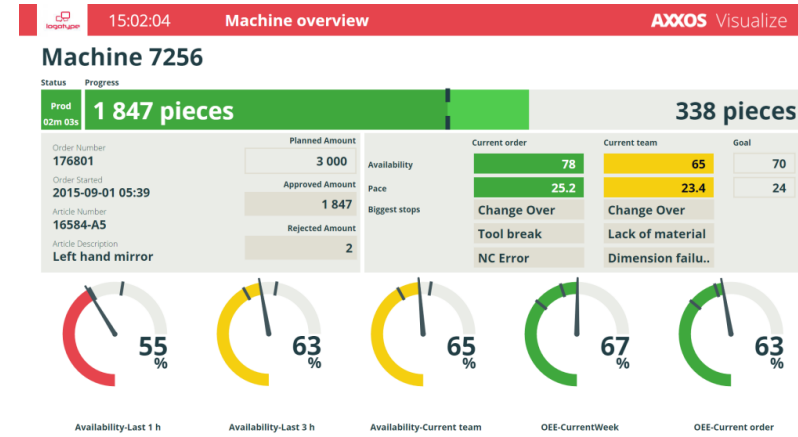 logotype 15:02:04 Machine overview AXXOS Visualize
Machine 7256
Status Progress
Prod 1 847 pieces 338 pieces
02m 03s
Order Number
176801
Order Started
2015-09-01 05:39
Article Number
16584-A5
Article Description
Left hand mirror
Planned Amount
3 000
Approved Amount
1 847
Rejected Amount
2
Current order Current team Goal
Availability 78 65 70
Pace 25.2 23.4 24
Biggest stops Change Over Change Over
Tool break Lack of material
NC Error Dimension failu..
55 % 63 % 65 % 67 % 63 %
Availability-Last 1 h Availability-Last 3 h Availability-Current team OEE-CurrentWeek OEE-Current order